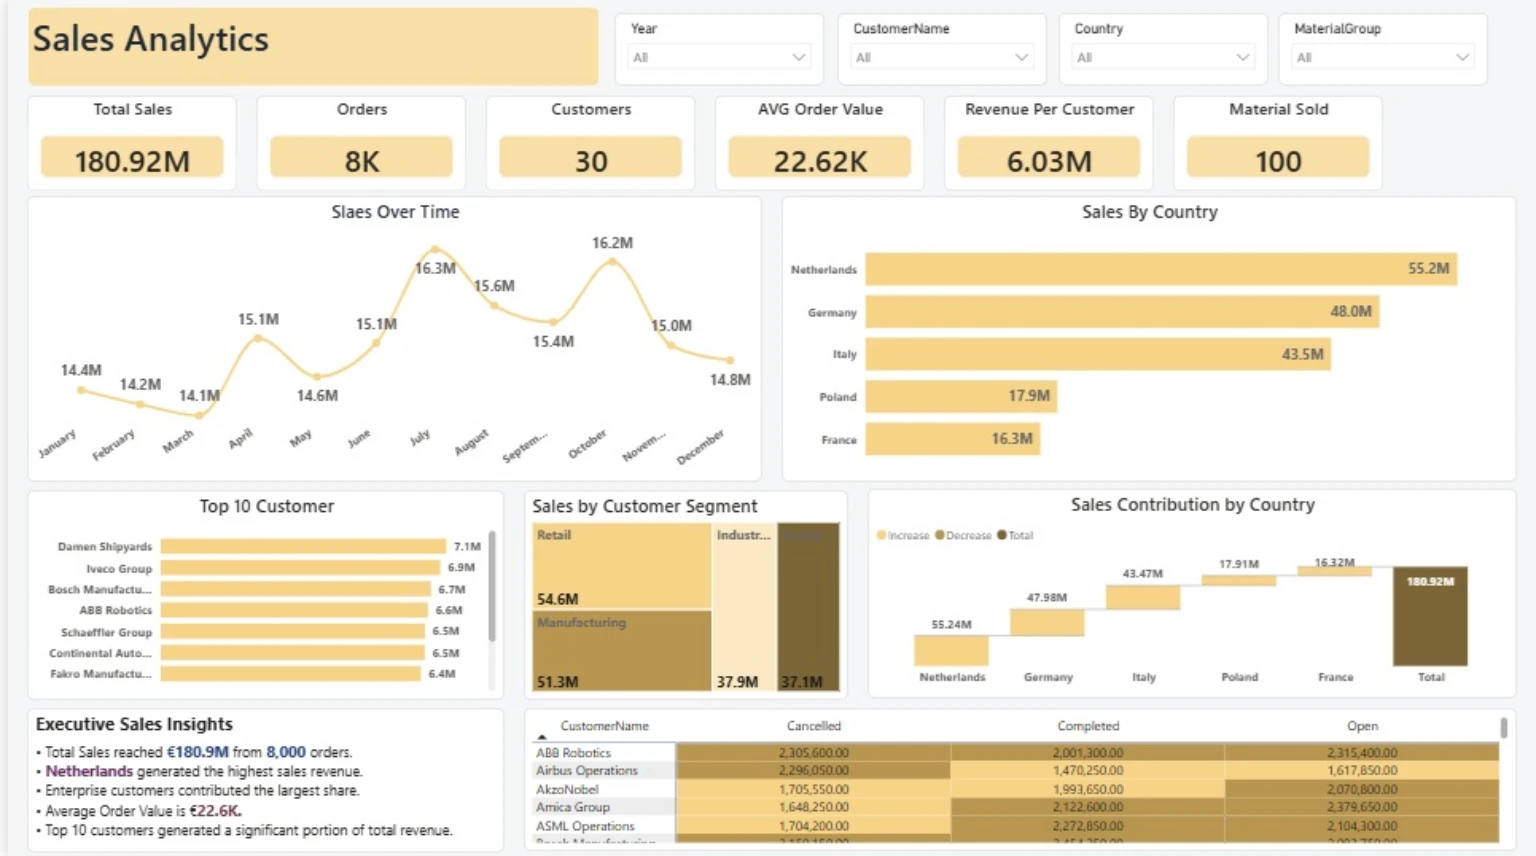 Sales Analytics
Year
All
CustomerName
All
Country
All
MaterialGroup
All
Total Sales
180.92M
Orders
8K
Customers
30
AVG Order Value
22.62K
Revenue Per Customer
6.03M
Material Sold
100
Slaes Over Time
14.4M
14.2M
14.1M
15.1M
14.6M
15.1M
16.3M
15.6M
15.4M
16.2M
15.0M
14.8M
January
February
March
April
May
June
July
August
Septem...
October
Novem...
December
Sales By Country
Netherlands 55.2M
Germany 48.0M
Italy 43.5M
Poland 17.9M
France 16.3M
Top 10 Customer
Damen Shipyards 7.1M
Iveco Group 6.9M
Bosch Manufactu... 6.7M
ABB Robotics 6.6M
Schaeffler Group 6.5M
Continental Auto... 6.5M
Fakro Manufactu... 6.4M
Sales by Customer Segment
Retail
54.6M
Manufacturing
51.3M
Industr...
37.9M
37.1M
Sales Contribution by Country
Increase Decrease Total
55.24M
47.98M
43.47M
17.91M
16.32M
180.92M
Netherlands Germany Italy Poland France Total
Executive Sales Insights
• Total Sales reached €180.9M from 8,000 orders.
• Netherlands generated the highest sales revenue.
• Enterprise customers contributed the largest share.
• Average Order Value is €22.6K.
• Top 10 customers generated a significant portion of total revenue.
CustomerName Cancelled Completed Open
ABB Robotics 2,305,600.00 2,001,300.00 2,315,400.00
Airbus Operations 2,296,050.00 1,470,250.00 1,617,850.00
AkzoNobel 1,705,550.00 1,993,650.00 2,070,800.00
Amica Group 1,648,250.00 2,122,600.00 2,379,650.00
ASML Operations 1,704,200.00 2,272,850.00 2,104,300.00
Bosch Manufacturing